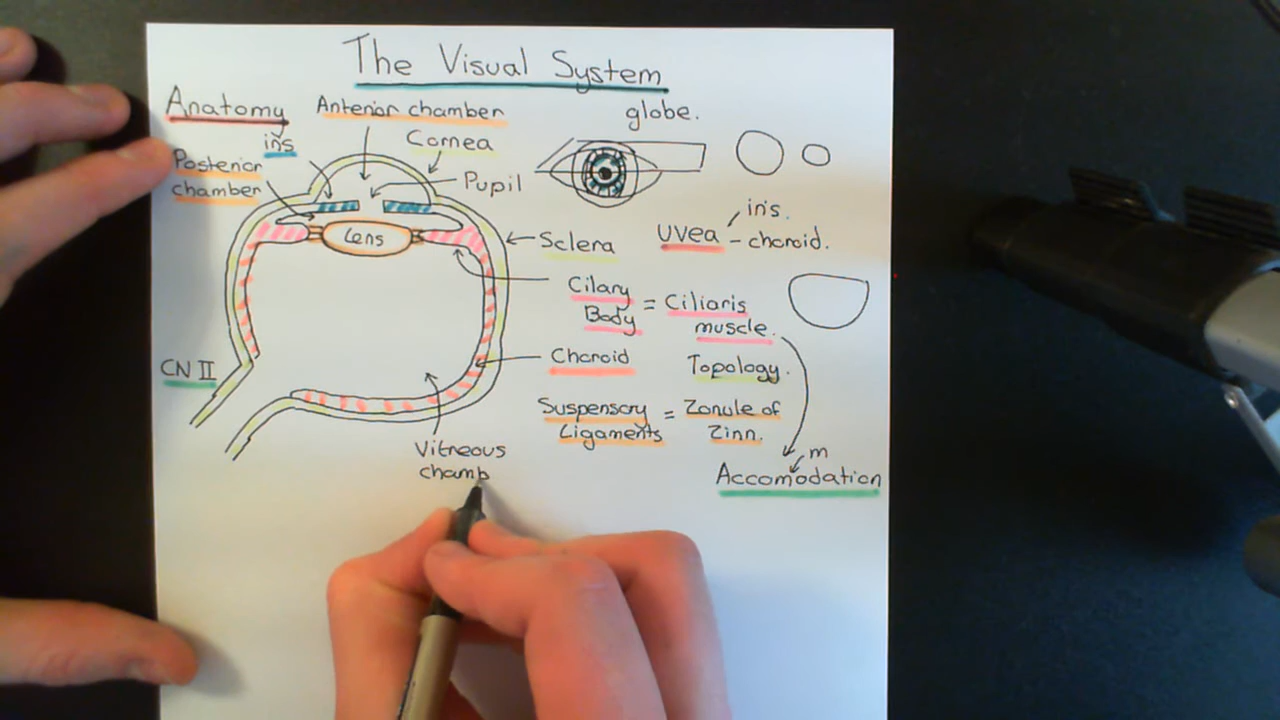 The Visual System
Anatomy
Anterior chamber
globe.
iris
Cornea
Posterior
chamber
Pupil
iris.
uvea - choroid.
Lens
Sclera
Cilary
Body
= Ciliaris
muscle.
CN II
Choroid
Topology.
Suspensory
Ligaments
= Zonule of
Zinn.
Vitreous
chamb
m
Accomodation